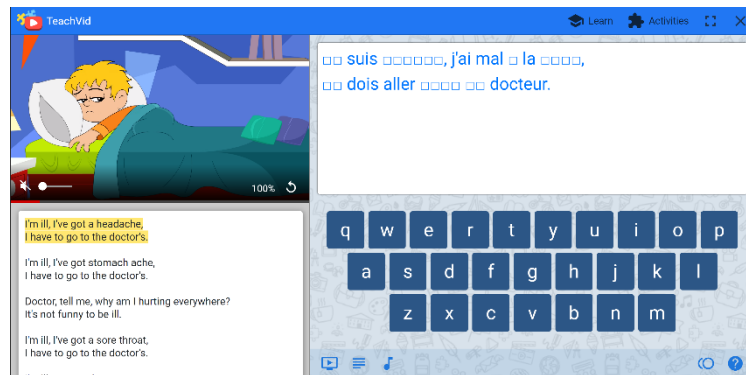 TeachVid
Learn
Activities
□□ suis □□□□□□, j'ai mal □ la □□□□,
□□ dois aller □□□□ □□ docteur.
100%
I'm ill, I've got a headache,
I have to go to the doctor's.
I'm ill, I've got stomach ache,
I have to go to the doctor's.
Doctor, tell me, why am I hurting everywhere?
It's not funny to be ill.
I'm ill, I've got a sore throat,
I have to go to the doctor's.
q w e r t y u i o p
a s d f g h j k l
z x c v b n m